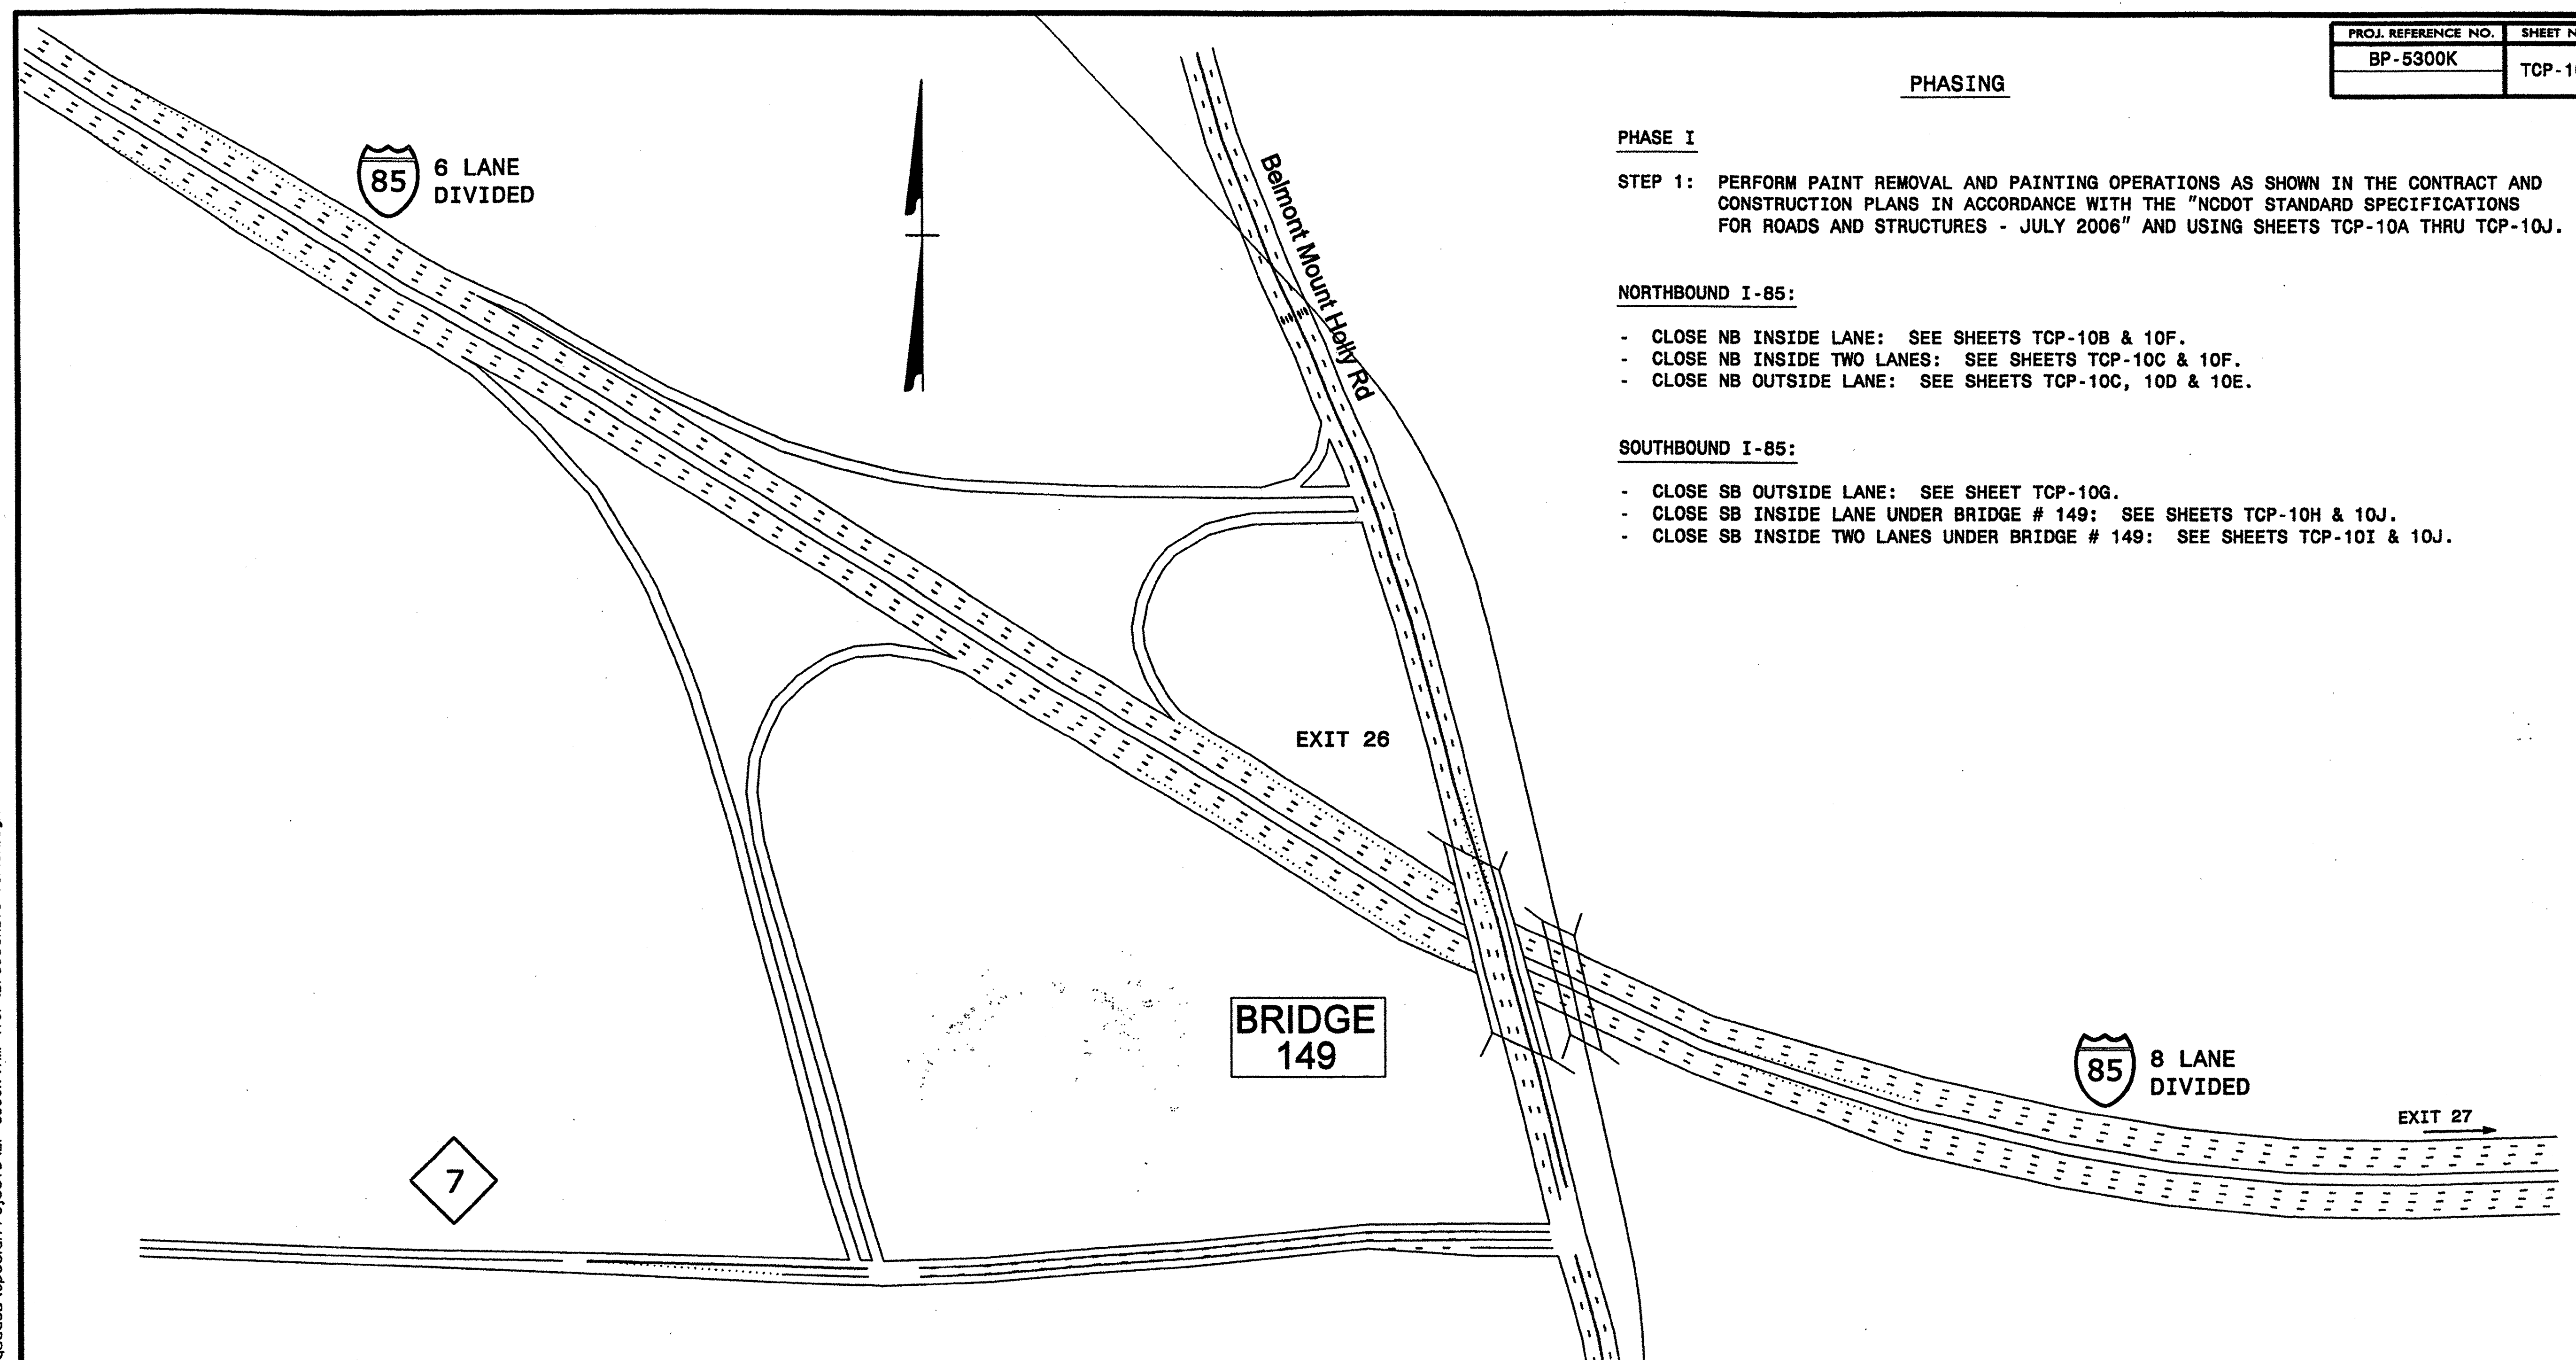 PROJ. REFERENCE NO.
BP-5300K
PHASING
PHASE I
STEP 1: PERFORM PAINT REMOVAL AND PAINTING OPERATIONS AS SHOWN IN THE CONTRACT AND
CONSTRUCTION PLANS IN ACCORDANCE WITH THE "NCDOT STANDARD SPECIFICATIONS
FOR ROADS AND STRUCTURES - JULY 2006" AND USING SHEETS TCP-10A THRU TCP-10J.
NORTHBOUND I-85:
- CLOSE NB INSIDE LANE: SEE SHEETS TCP-10B & 10F.
- CLOSE NB INSIDE TWO LANES: SEE SHEETS TCP-10C & 10F.
- CLOSE NB OUTSIDE LANE: SEE SHEETS TCP-10C, 10D & 10E.
SOUTHBOUND I-85:
- CLOSE SB OUTSIDE LANE: SEE SHEET TCP-10G.
- CLOSE SB INSIDE LANE UNDER BRIDGE # 149: SEE SHEETS TCP-10H & 10J.
- CLOSE SB INSIDE TWO LANES UNDER BRIDGE # 149: SEE SHEETS TCP-10I & 10J.
SHEET
85
6 LANE
DIVIDED
Belmont Mount Holly Rd
EXIT 26
BRIDGE
149
85
8 LANE
DIVIDED
EXIT 27
7